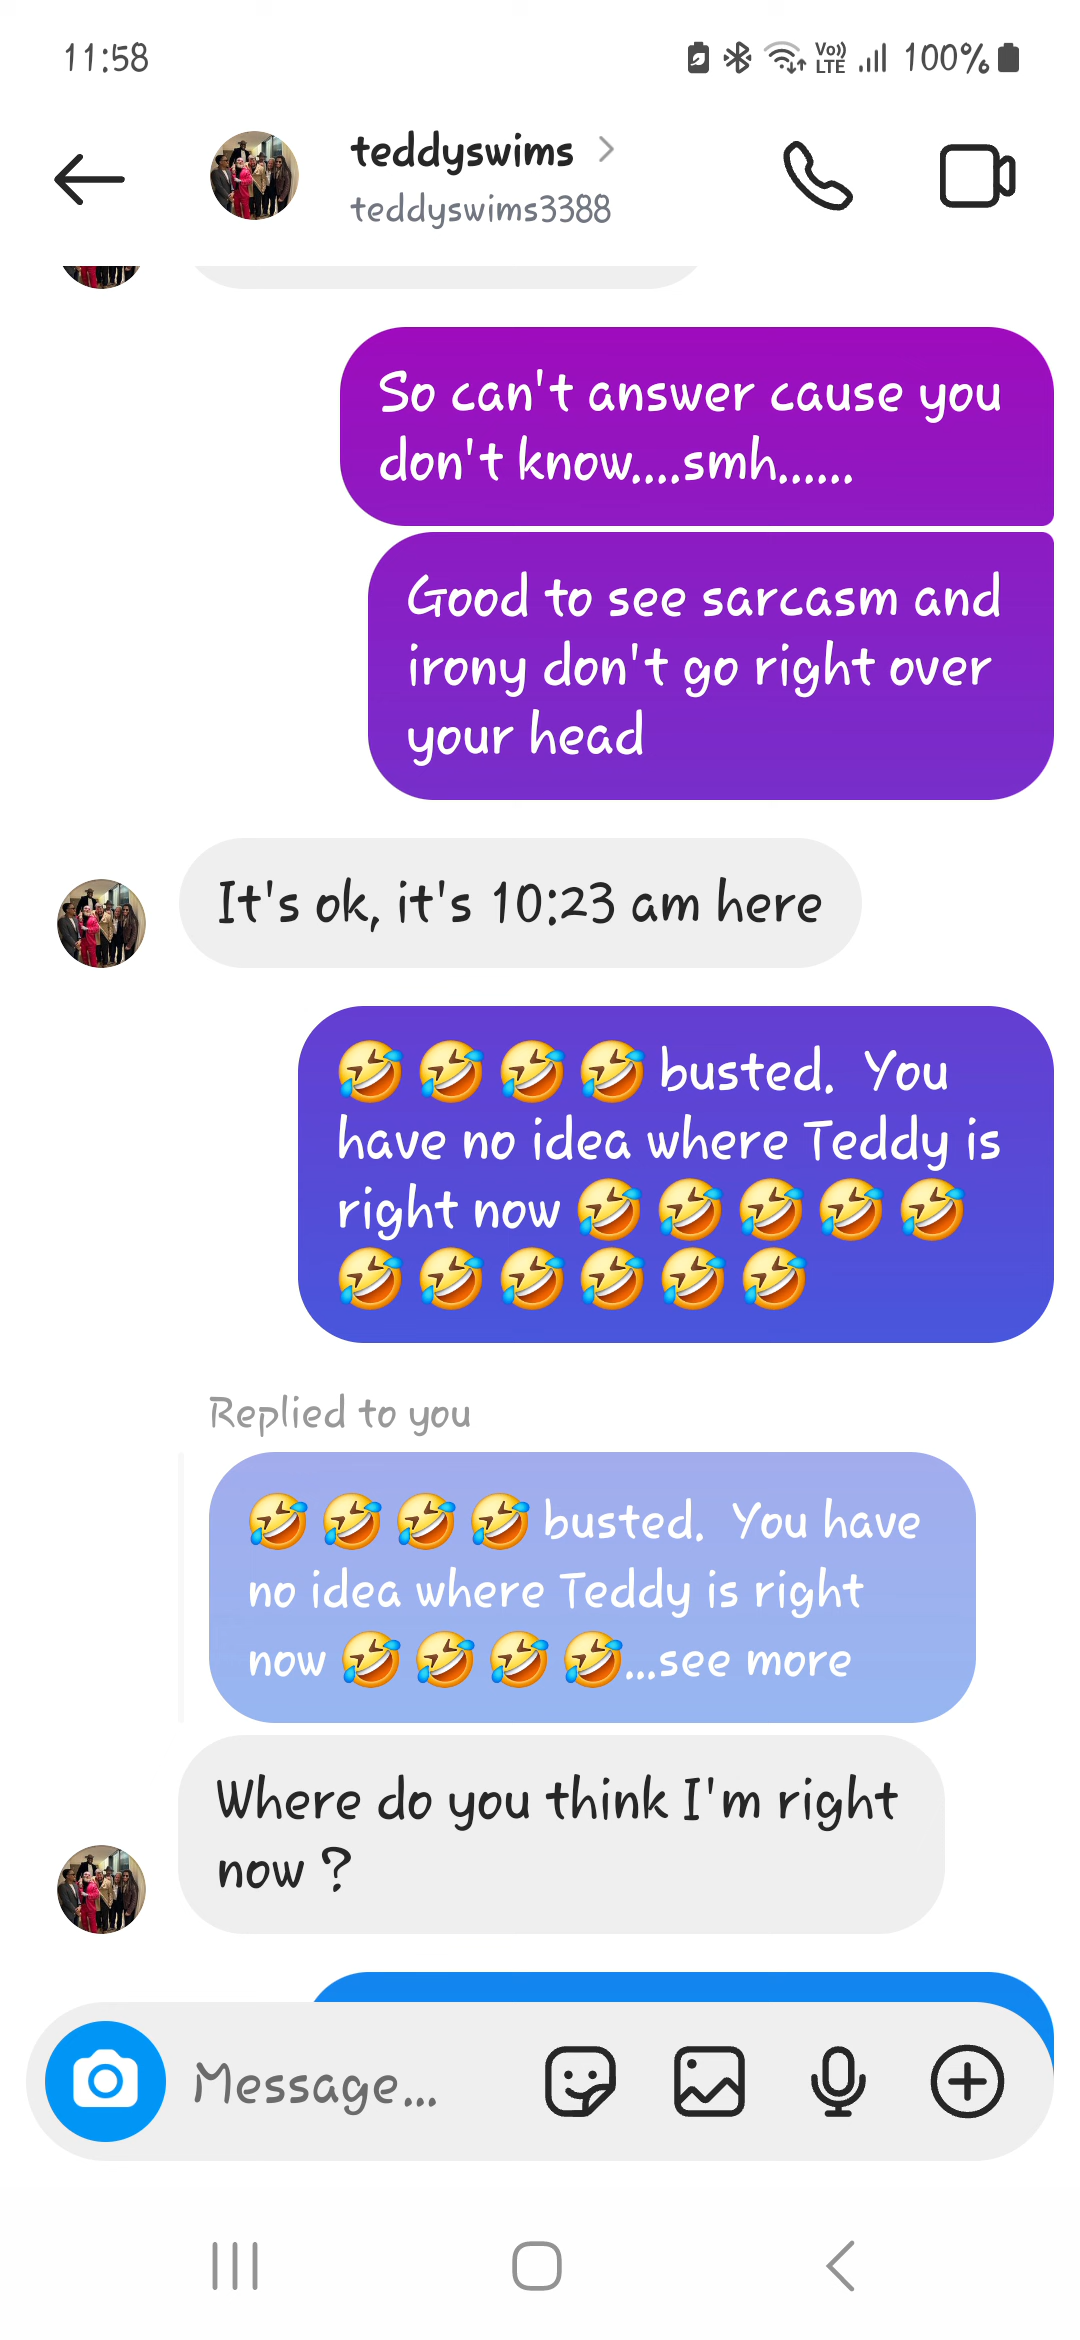 11:58
Vo)) LTE 100%
teddyswims
teddyswims3388
So can't answer cause you
don't know....smh......
Good to see sarcasm and
irony don't go right over
your head
It's ok, it's 10:23 am here
🤣 🤣 🤣 🤣 busted.  You
have no idea where Teddy is
right now 🤣 🤣 🤣 🤣 🤣
🤣 🤣 🤣 🤣 🤣 🤣
Replied to you
🤣 🤣 🤣 🤣 busted.  You have
no idea where Teddy is right
now 🤣 🤣 🤣 🤣...see more
Where do you think I'm right
now ?
Message...